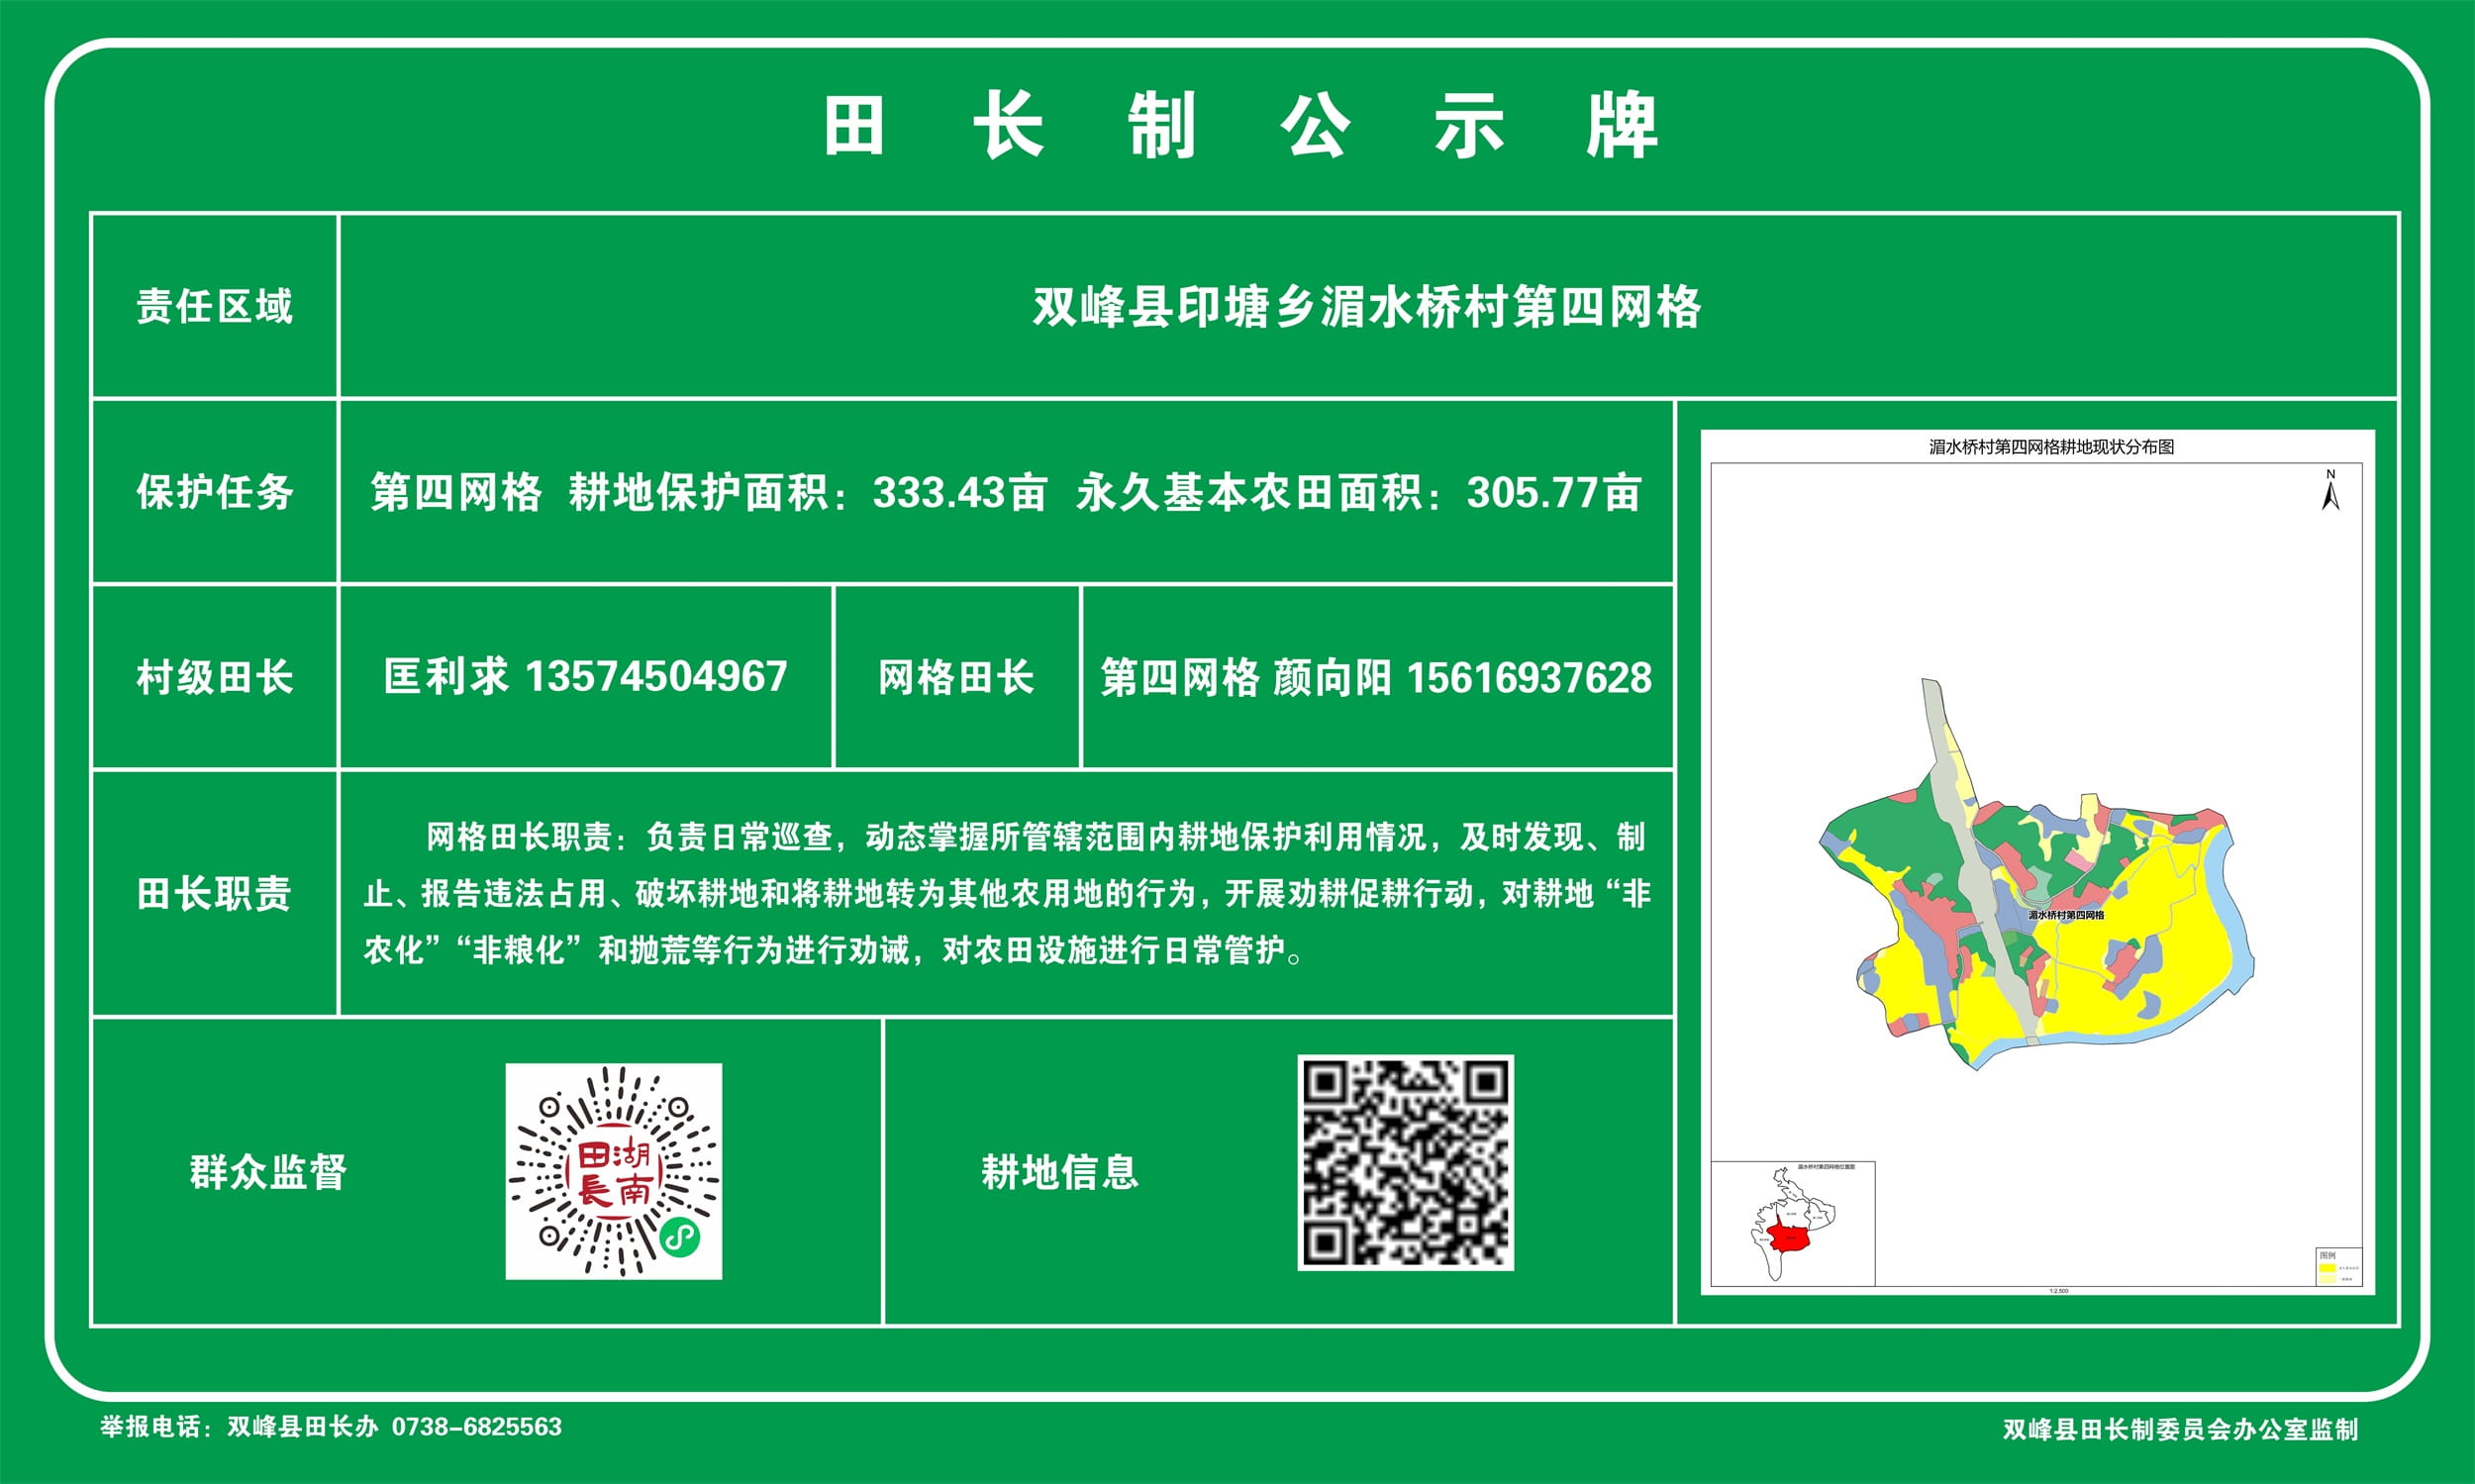 田长制公示牌
责任区域
双峰县印塘乡湄水桥村第四网格
保护任务
第四网格 耕地保护面积：333.43亩 永久基本农田面积：305.77亩
村级田长
匡利求 13574504967
网格田长
第四网格 颜向阳 15616937628
田长职责
网格田长职责：负责日常巡查，动态掌握所管辖范围内耕地保护利用情况，及时发现、制
止、报告违法占用、破坏耕地和将耕地转为其他农用地的行为，开展劝耕促耕行动，对耕地“非
农化”“非粮化”和抛荒等行为进行劝诫，对农田设施进行日常管护。
群众监督
湖南
田長
耕地信息
湄水桥村第四网格耕地现状分布图
N
湄水桥村第四网格
湄水桥村第四网格位置图
图例
1:2,500
举报电话：双峰县田长办 0738-6825563
双峰县田长制委员会办公室监制